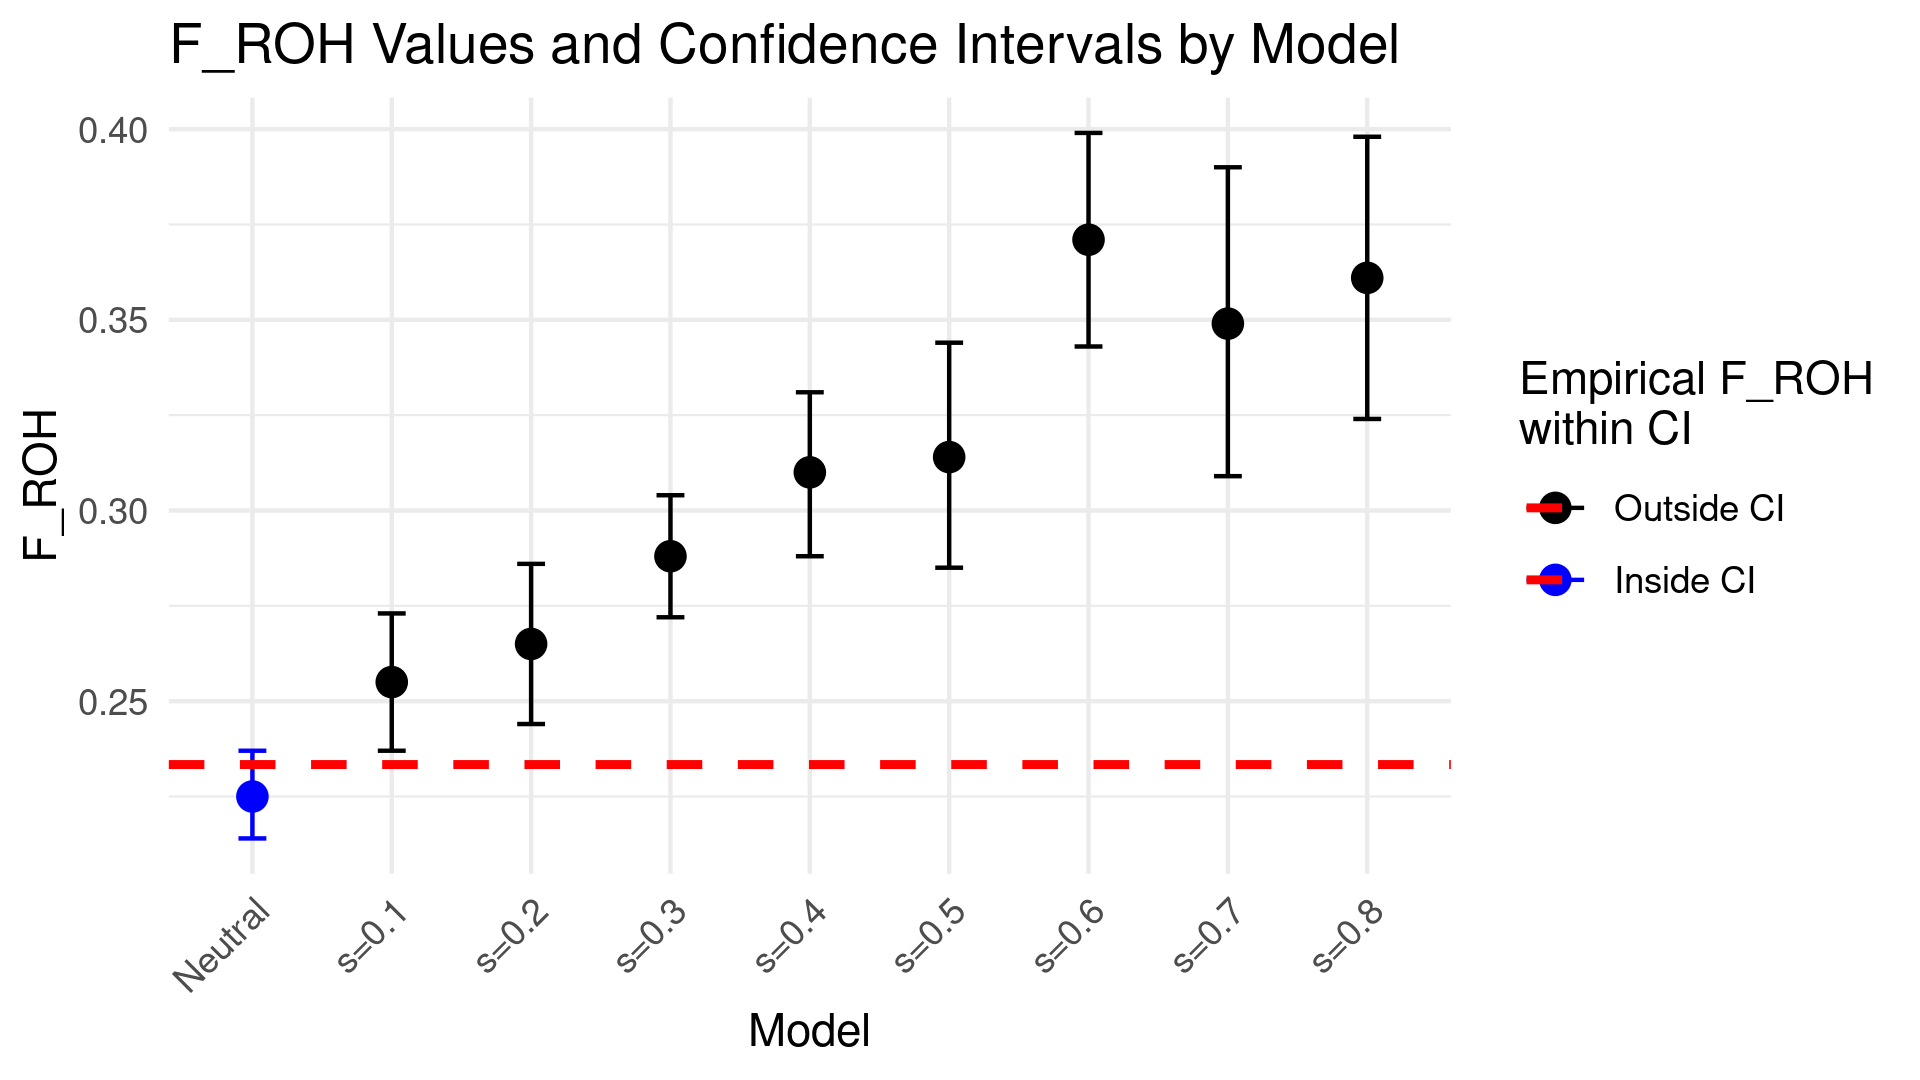 F_ROH Values and Confidence Intervals by Model
0.40
0.35
0.30
0.25
F_ROH
Neutral
s=0.1
s=0.2
s=0.3
s=0.4
s=0.5
s=0.6
s=0.7
s=0.8
Model
Empirical F_ROH
within CI
Outside CI
Inside CI